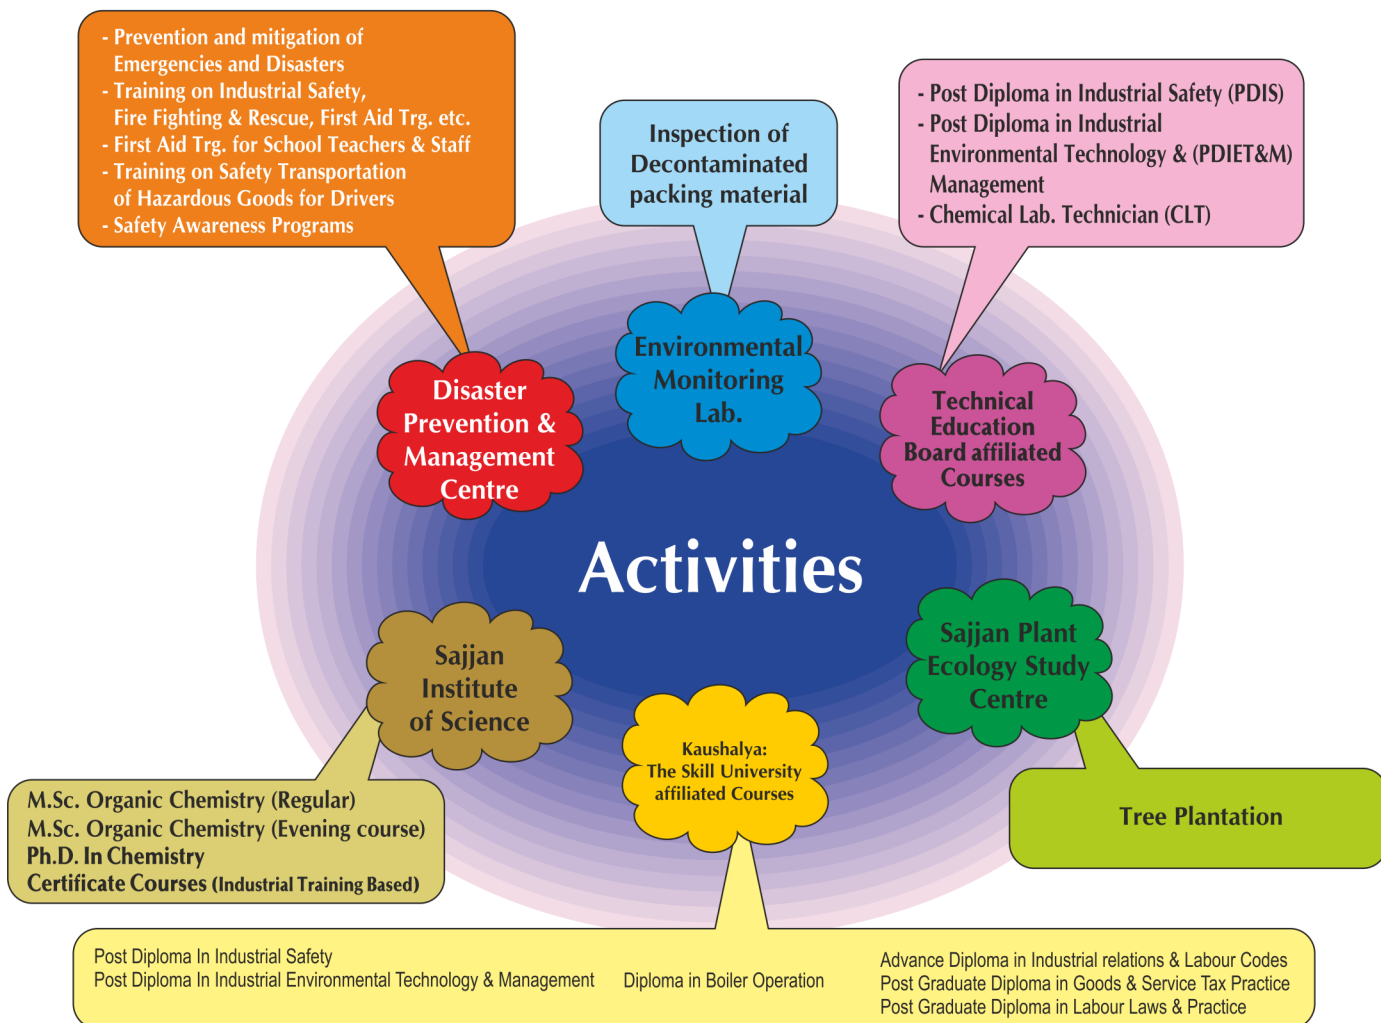 - Prevention and mitigation of
Emergencies and Disasters
- Training on Industrial Safety,
Fire Fighting & Rescue, First Aid Trg. etc.
- First Aid Trg. for School Teachers & Staff
- Training on Safety Transportation
of Hazardous Goods for Drivers
- Safety Awareness Programs
Inspection of
Decontaminated
packing material
- Post Diploma in Industrial Safety (PDIS)
- Post Diploma in Industrial
Environmental Technology & (PDIET&M)
Management
- Chemical Lab. Technician (CLT)
Disaster
Prevention &
Management
Centre
Environmental
Monitoring
Lab.
Technical
Education
Board affiliated
Courses
Activities
Sajjan
Institute
of Science
Kaushalya:
The Skill University
affiliated Courses
Sajjan Plant
Ecology Study
Centre
M.Sc. Organic Chemistry (Regular)
M.Sc. Organic Chemistry (Evening course)
Ph.D. In Chemistry
Certificate Courses (Industrial Training Based)
Tree Plantation
Post Diploma In Industrial Safety
Post Diploma In Industrial Environmental Technology & Management
Diploma in Boiler Operation
Advance Diploma in Industrial relations & Labour Codes
Post Graduate Diploma in Goods & Service Tax Practice
Post Graduate Diploma in Labour Laws & Practice